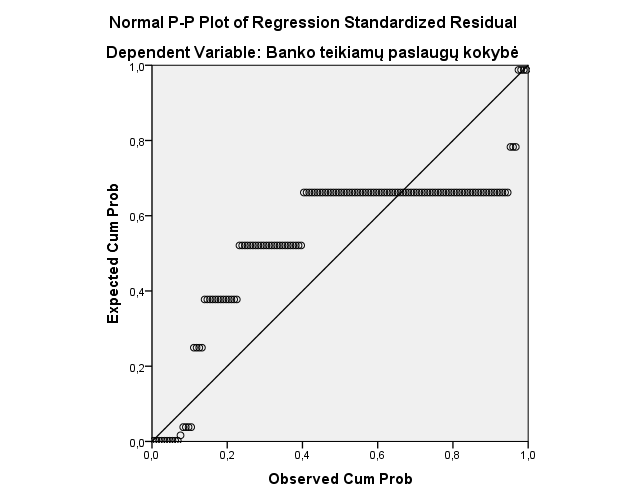 Normal P-P Plot of Regression Standardized Residual
Dependent Variable: Banko teikiamų paslaugų kokybė
1,0
0,8
0,6
0,4
0,2
0,0
Expected Cum Prob
0,0 0,2 0,4 0,6 0,8 1,0
Observed Cum Prob